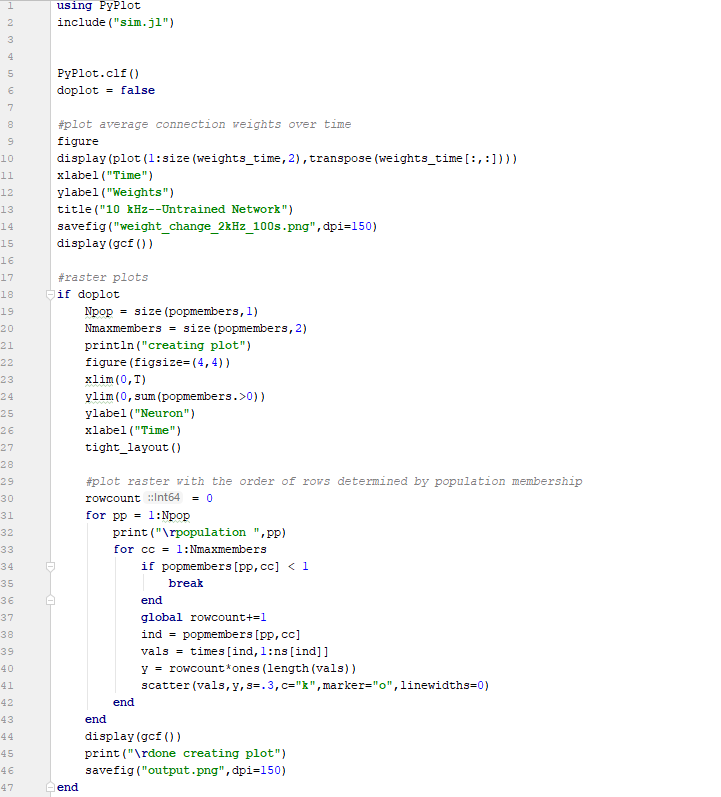 1 using PyPlot
2 include("sim.jl")
3
4
5 PyPlot.clf()
6 doplot = false
7
8 #plot average connection weights over time
9 figure
10 display(plot(1:size(weights_time,2),transpose(weights_time[:,:])))
11 xlabel("Time")
12 ylabel("Weights")
13 title("10 kHz--Untrained Network")
14 savefig("weight_change_2kHz_100s.png",dpi=150)
15 display(gcf())
16
17 #raster plots
18 if doplot
19     Npop = size(popmembers,1)
20     Nmaxmembers = size(popmembers,2)
21     println("creating plot")
22     figure(figsize=(4,4))
23     xlim(0,T)
24     ylim(0,sum(popmembers.>0))
25     ylabel("Neuron")
26     xlabel("Time")
27     tight_layout()
28
29     #plot raster with the order of rows determined by population membership
30     rowcount ::Int64 = 0
31     for pp = 1:Npop
32         print("\rpopulation ",pp)
33         for cc = 1:Nmaxmembers
34             if popmembers[pp,cc] < 1
35                 break
36             end
37             global rowcount+=1
38             ind = popmembers[pp,cc]
39             vals = times[ind,1:ns[ind]]
40             y = rowcount*ones(length(vals))
41             scatter(vals,y,s=.3,c="k",marker="o",linewidths=0)
42         end
43     end
44     display(gcf())
45     print("\rdone creating plot")
46     savefig("output.png",dpi=150)
47 end